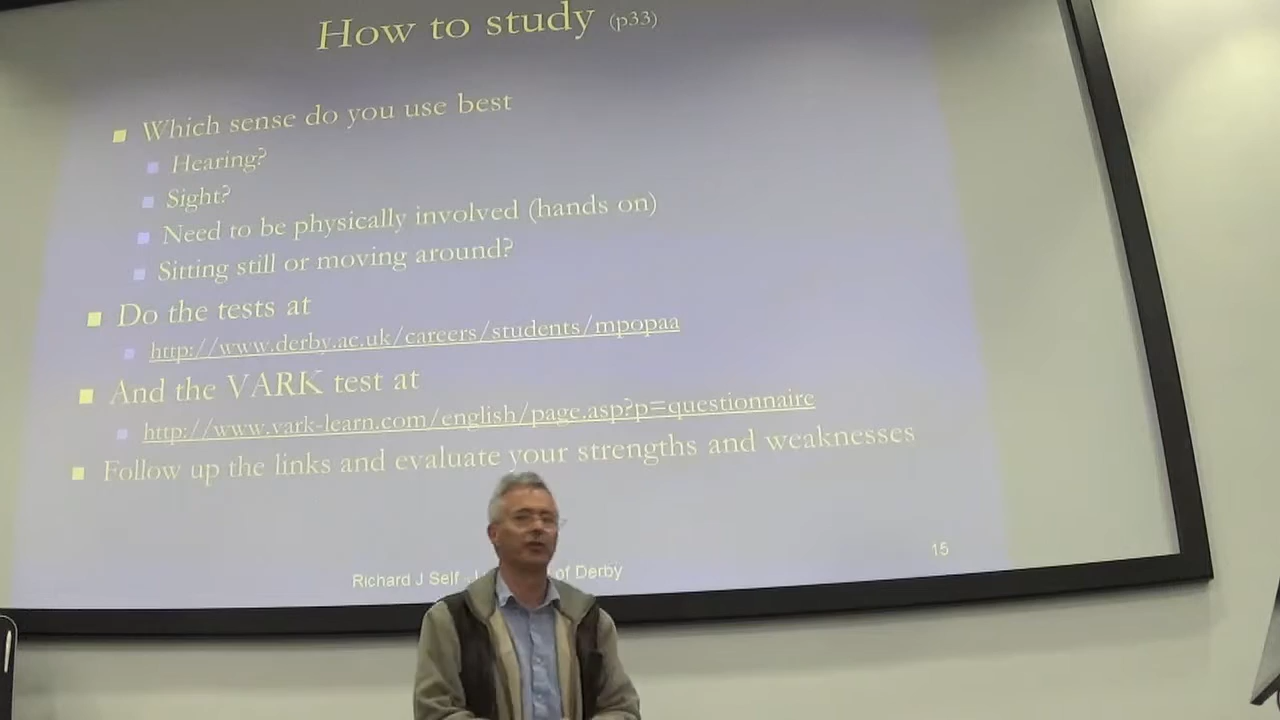 How to study (p33)
Which sense do you use best
Hearing?
Sight?
Need to be physically involved (hands on)
Sitting still or moving around?
Do the tests at
http://www.derby.ac.uk/careers/students/mpopaa
And the VARK test at
http://www.vark-learn.com/english/page.asp?p=questionnaire
Follow up the links and evaluate your strengths and weaknesses
Richard J Self - of Derby
15